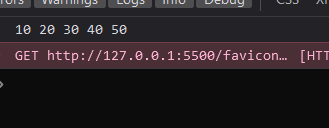 Errors Warnings Logs Info Debug CSS
10 20 30 40 50
GET http://127.0.0.1:5500/favicon… [HTT